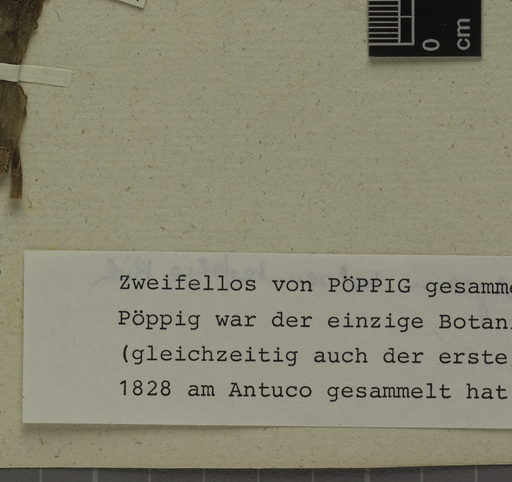 0
cm
Zweifellos von PÖPPIG gesamme
Pöppig war der einzige Botan
(gleichzeitig auch der erste
1828 am Antuco gesammelt hat